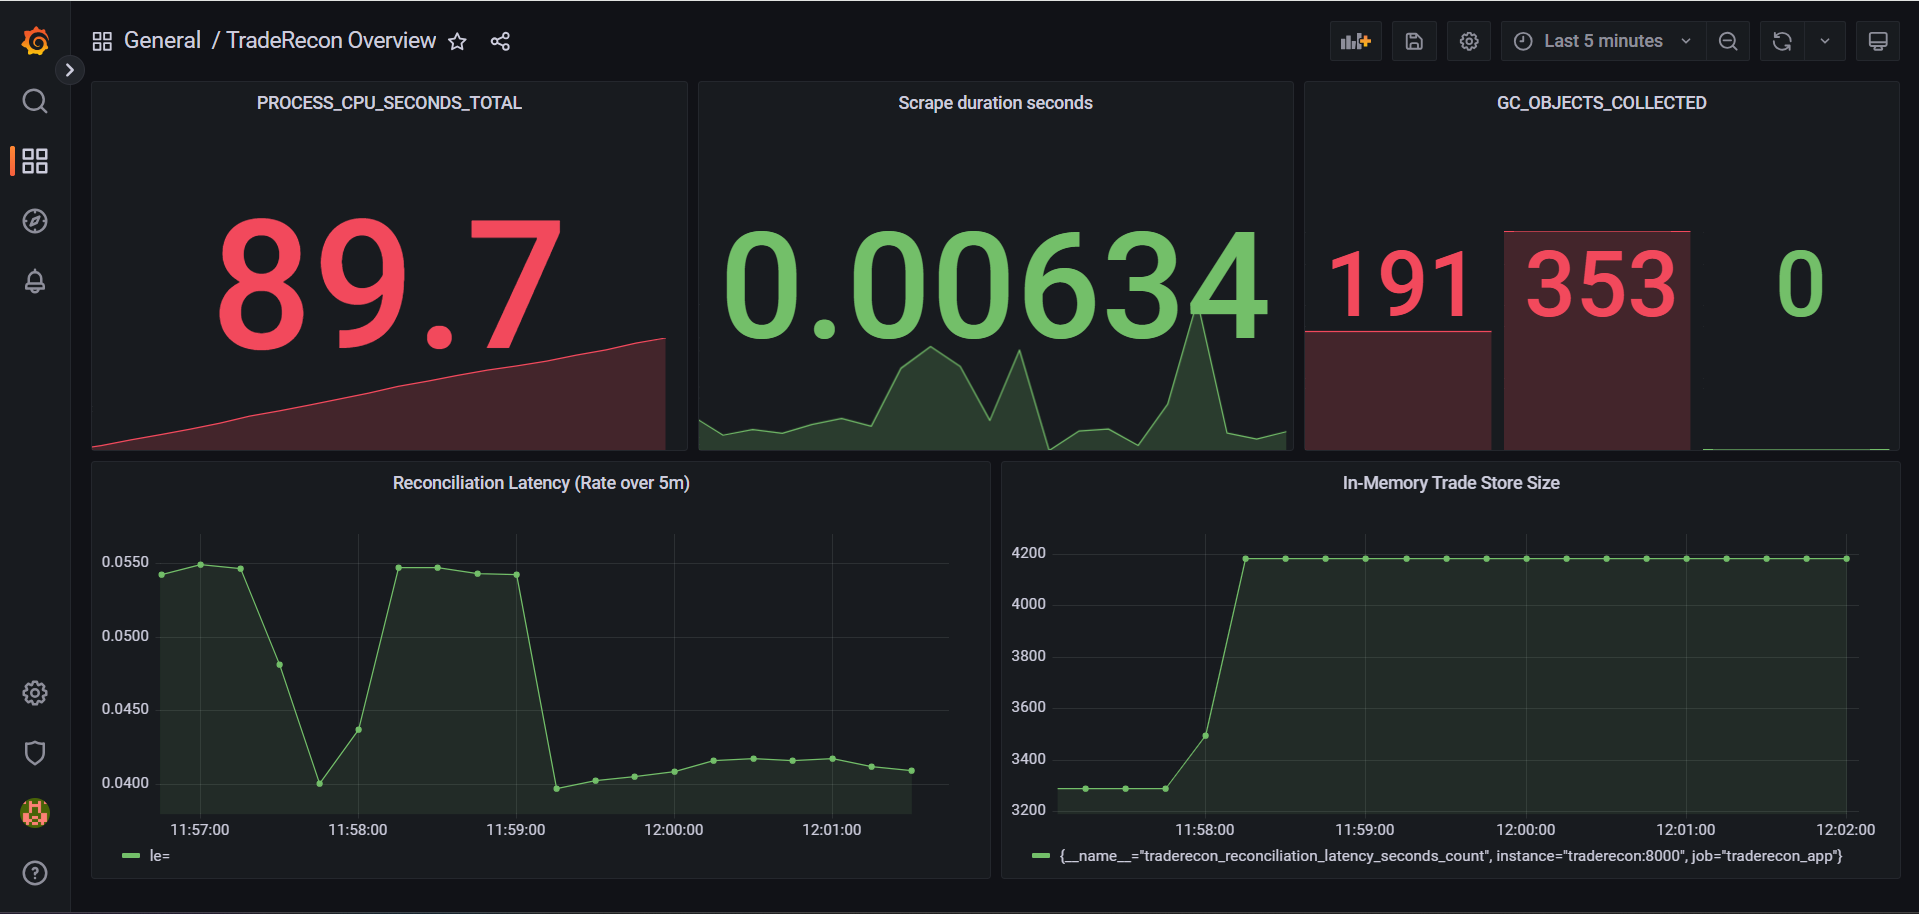 General / TradeRecon Overview
Last 5 minutes
PROCESS_CPU_SECONDS_TOTAL
89.7
Scrape duration seconds
0.00634
GC_OBJECTS_COLLECTED
191 353 0
Reconciliation Latency (Rate over 5m)
0.0550
0.0500
0.0450
0.0400
11:57:00 11:58:00 11:59:00 12:00:00 12:01:00
le=
In-Memory Trade Store Size
4200
4000
3800
3600
3400
3200
11:58:00 11:59:00 12:00:00 12:01:00 12:02:00
{__name__="traderecon_reconciliation_latency_seconds_count", instance="traderecon:8000", job="traderecon_app"}